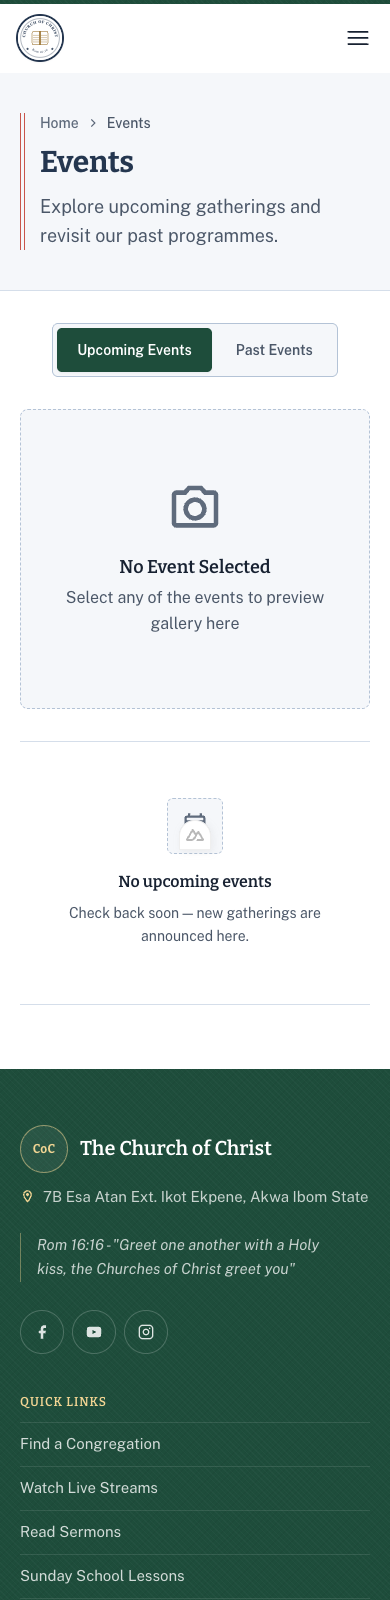 CHURCH OF CHRIST
Home > Events
Events
Explore upcoming gatherings and
revisit our past programmes.
Upcoming Events
Past Events
No Event Selected
Select any of the events to preview
gallery here
No upcoming events
Check back soon — new gatherings are
announced here.
CoC
The Church of Christ
7B Esa Atan Ext. Ikot Ekpene, Akwa Ibom State
Rom 16:16 - "Greet one another with a Holy
kiss, the Churches of Christ greet you"
QUICK LINKS
Find a Congregation
Watch Live Streams
Read Sermons
Sunday School Lessons